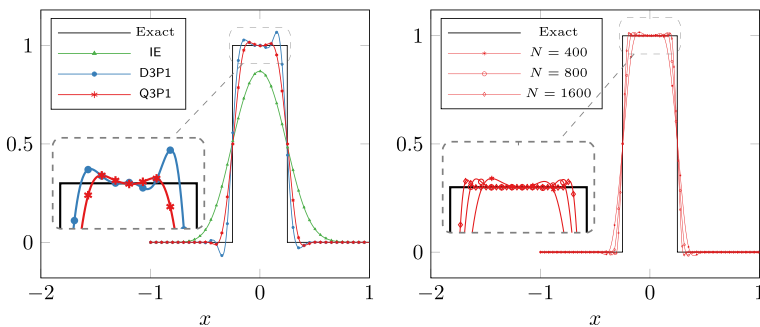 Exact
IE
D3P1
Q3P1
1
0.5
0
−2
−1
0
1
x
Exact
N = 400
N = 800
N = 1600
1
0.5
0
−2
−1
0
1
x